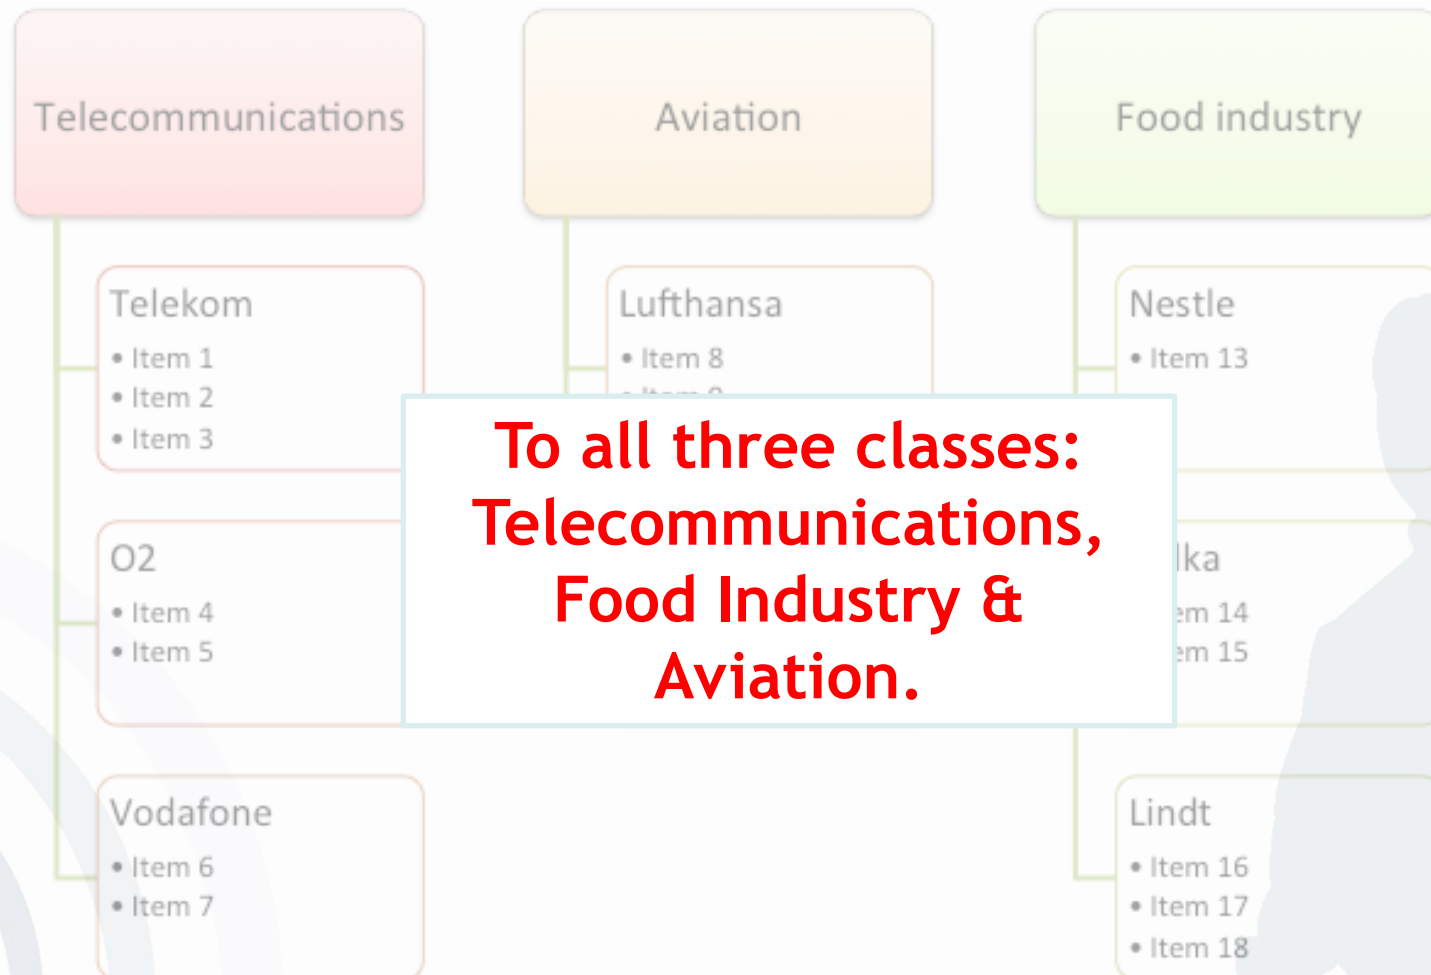 Telecommunications
Aviation
Food industry
Telekom
• Item 1
• Item 2
• Item 3
Lufthansa
• Item 8
Nestle
• Item 13
To all three classes:
Telecommunications,
Food Industry &
Aviation.
O2
• Item 4
• Item 5
Vodafone
• Item 6
• Item 7
Lindt
• Item 16
• Item 17
• Item 18